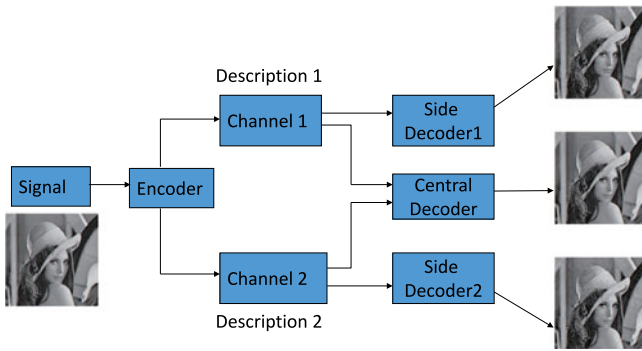 Description 1
Channel 1
Side
Decoder1
Signal
Encoder
Central
Decoder
Channel 2
Side
Decoder2
Description 2